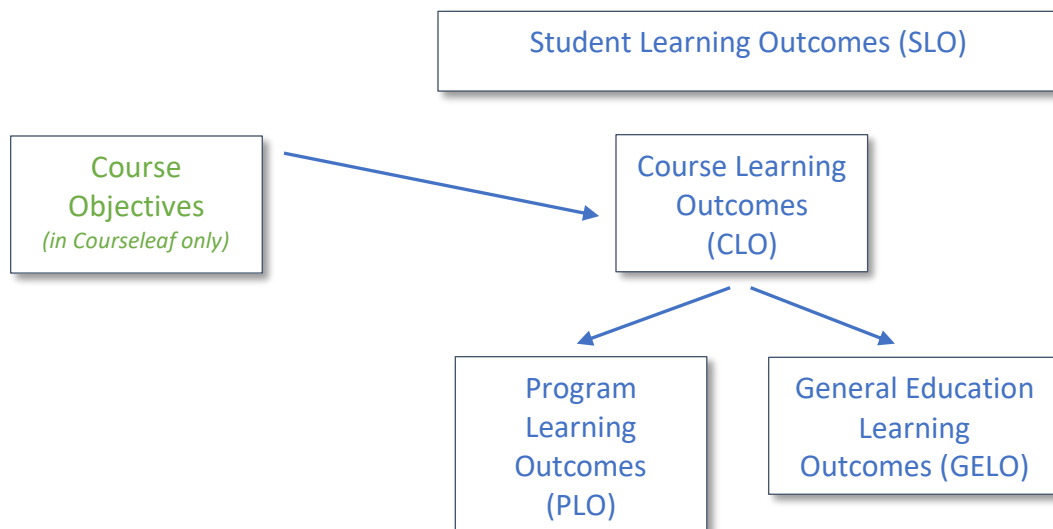 Student Learning Outcomes (SLO)
Course
Objectives
(in Courseleaf only)
Course Learning
Outcomes
(CLO)
Program
Learning
Outcomes
(PLO)
General Education
Learning
Outcomes (GELO)